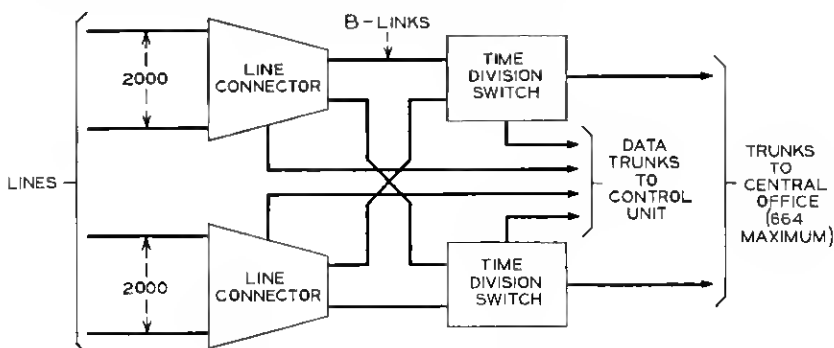 B-LINKS
2000
LINE
CONNECTOR
TIME
DIVISION
SWITCH
LINES
DATA
TRUNKS
TO
CONTROL
UNIT
TRUNKS
TO
CENTRAL
OFFICE
(664
MAXIMUM)
2000
LINE
CONNECTOR
TIME
DIVISION
SWITCH